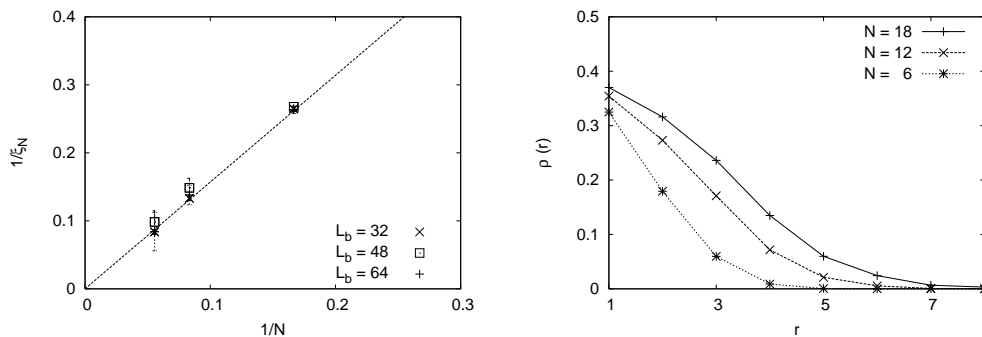 0.4
0.3
0.2
0.1
0
0
0.1
0.2
0.3
1/ξN
1/N
Lb = 32
Lb = 48
Lb = 64
0.5
0.4
0.3
0.2
0.1
0
1
3
5
7
ρ (r)
r
N = 18
N = 12
N = 6